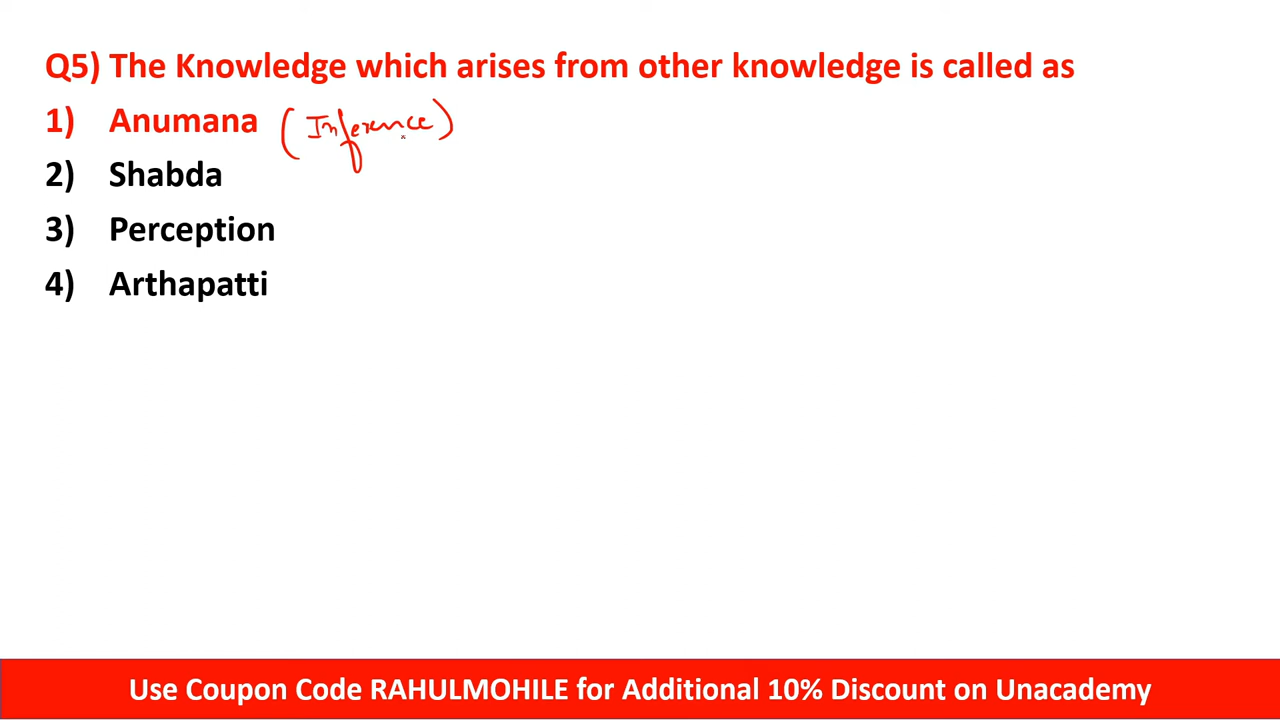 Q5) The Knowledge which arises from other knowledge is called as
1) Anumana (Inference)
2) Shabda
3) Perception
4) Arthapatti
Use Coupon Code RAHULMOHILE for Additional 10% Discount on Unacademy